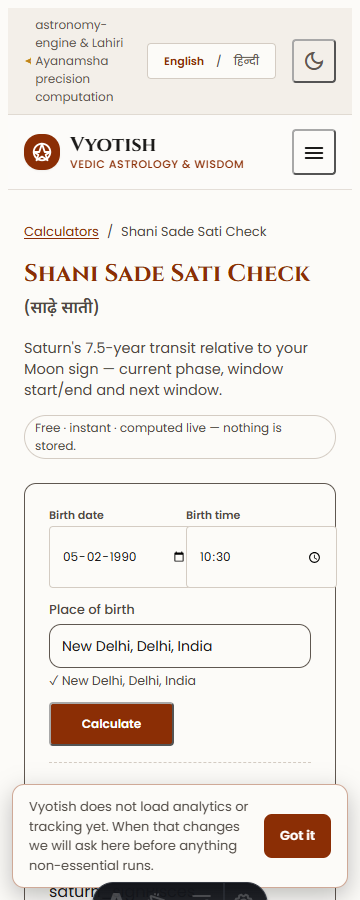 astronomy-
engine & Lahiri
Ayanamsha
precision
computation
English / हिन्दी
Vyotish
VEDIC ASTROLOGY & WISDOM
Calculators / Shani Sade Sati Check
Shani Sade Sati Check
(साढ़े साती)
Saturn's 7.5-year transit relative to your
Moon sign — current phase, window
start/end and next window.
Free · instant · computed live — nothing is
stored.
Birth date
Birth time
05-02-1990
10:30
Place of birth
New Delhi, Delhi, India
✓ New Delhi, Delhi, India
Calculate
Vyotish does not load analytics or
tracking yet. When that changes
we will ask here before anything
non-essential runs.
Got it